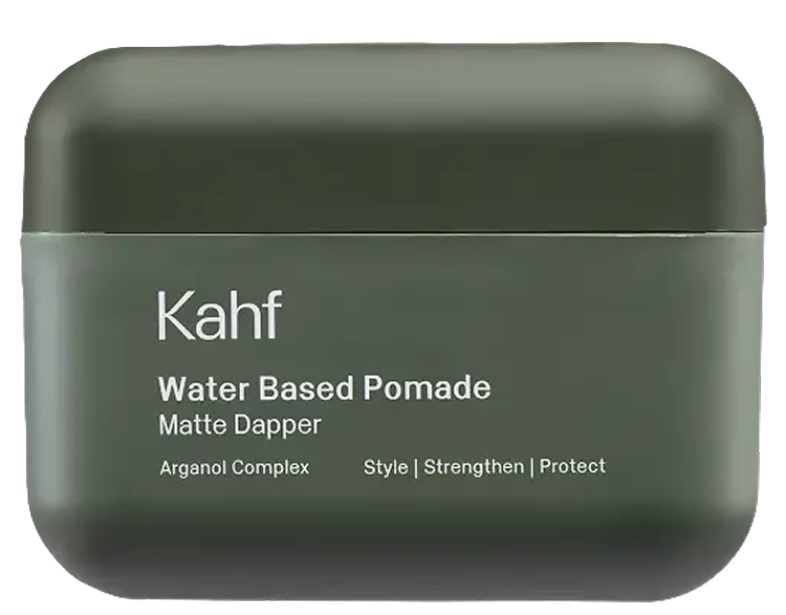 Kahf
Water Based Pomade
Matte Dapper
Arganol Complex Style | Strengthen | Protect